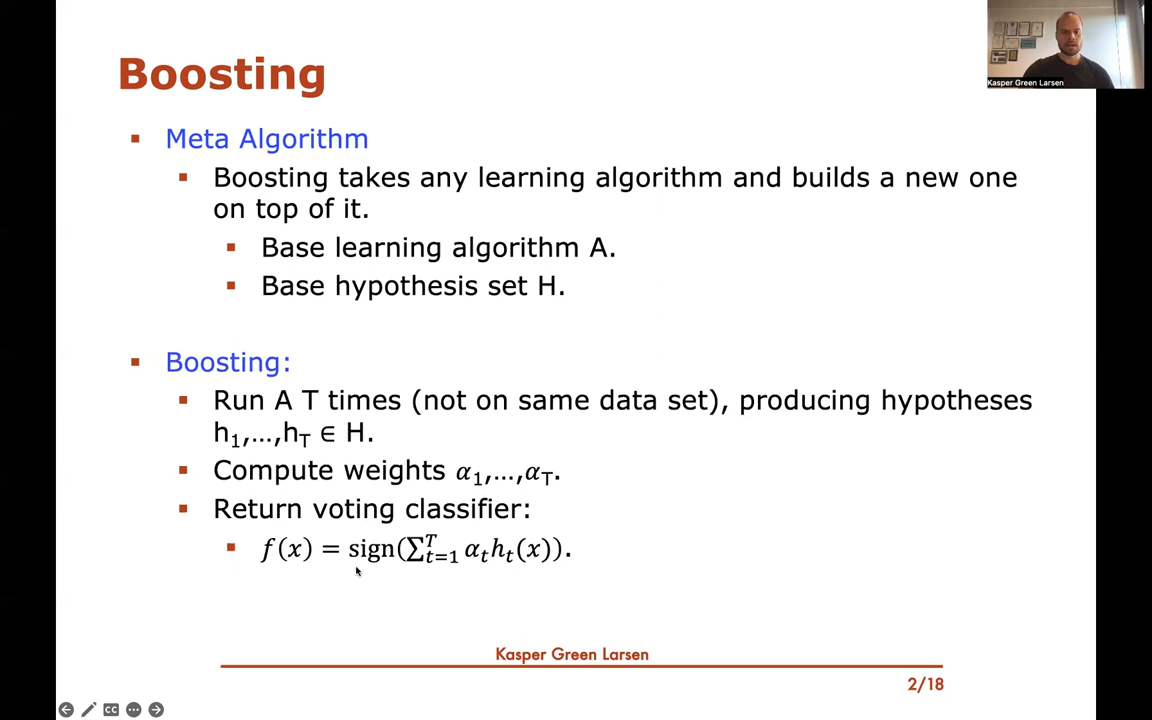 Boosting
Kasper Green Larsen
▪ Meta Algorithm
▪ Boosting takes any learning algorithm and builds a new one
on top of it.
▪ Base learning algorithm A.
▪ Base hypothesis set H.
▪ Boosting:
▪ Run A T times (not on same data set), producing hypotheses
h₁,…,h_T ∈ H.
▪ Compute weights α₁,…,α_T.
▪ Return voting classifier:
▪ f(x) = sign(∑_{t=1}^{T} α_t h_t(x)).
Kasper Green Larsen
2/18
CC